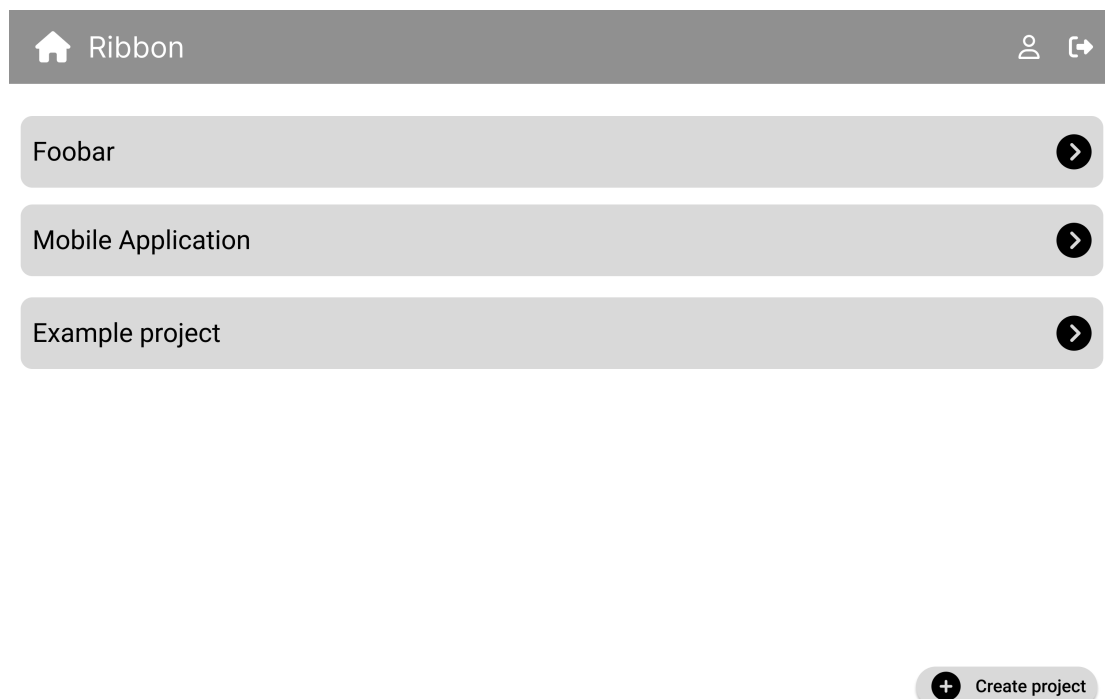 Ribbon
Foobar
Mobile Application
Example project
Create project